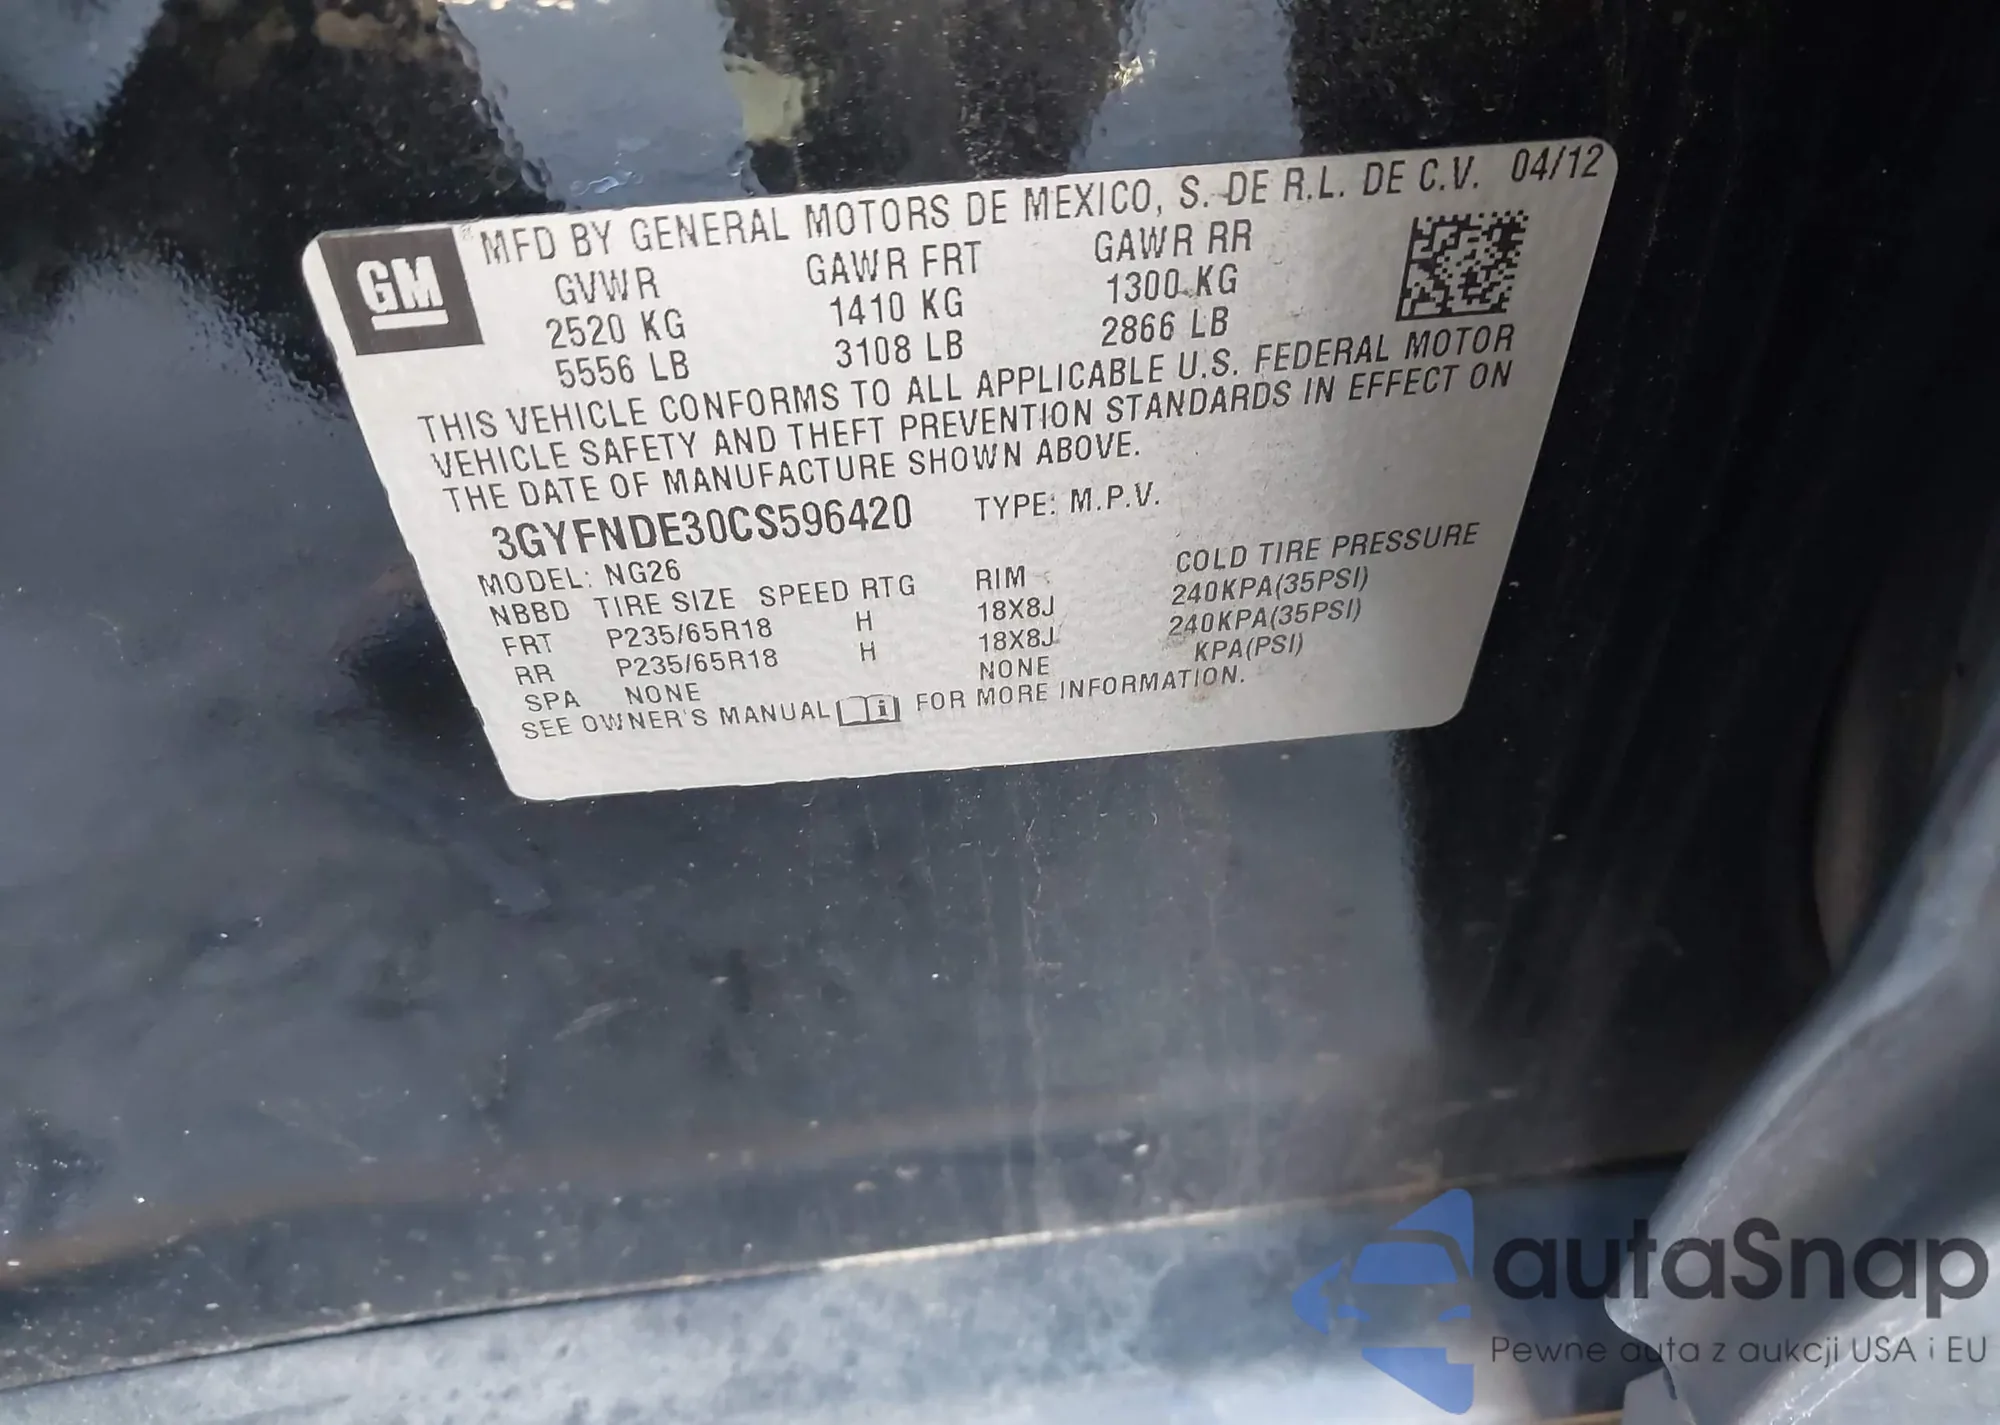 GM
MFD BY GENERAL MOTORS DE MEXICO, S. DE R.L. DE C.V. 04/12
GVWR GAWR FRT GAWR RR
2520 KG 1410 KG 1300 KG
5556 LB 3108 LB 2866 LB
THIS VEHICLE CONFORMS TO ALL APPLICABLE U.S. FEDERAL MOTOR
VEHICLE SAFETY AND THEFT PREVENTION STANDARDS IN EFFECT ON
THE DATE OF MANUFACTURE SHOWN ABOVE.
3GYFNDE30CS596420 TYPE: M.P.V.
MODEL: NG26
NBBD TIRE SIZE SPEED RTG RIM COLD TIRE PRESSURE
FRT P235/65R18 H 18X8J 240KPA(35PSI)
RR P235/65R18 H 18X8J 240KPA(35PSI)
SPA NONE NONE KPA(PSI)
SEE OWNER'S MANUAL i FOR MORE INFORMATION.
autaSnap
Pewne auta z aukcji USA i EU